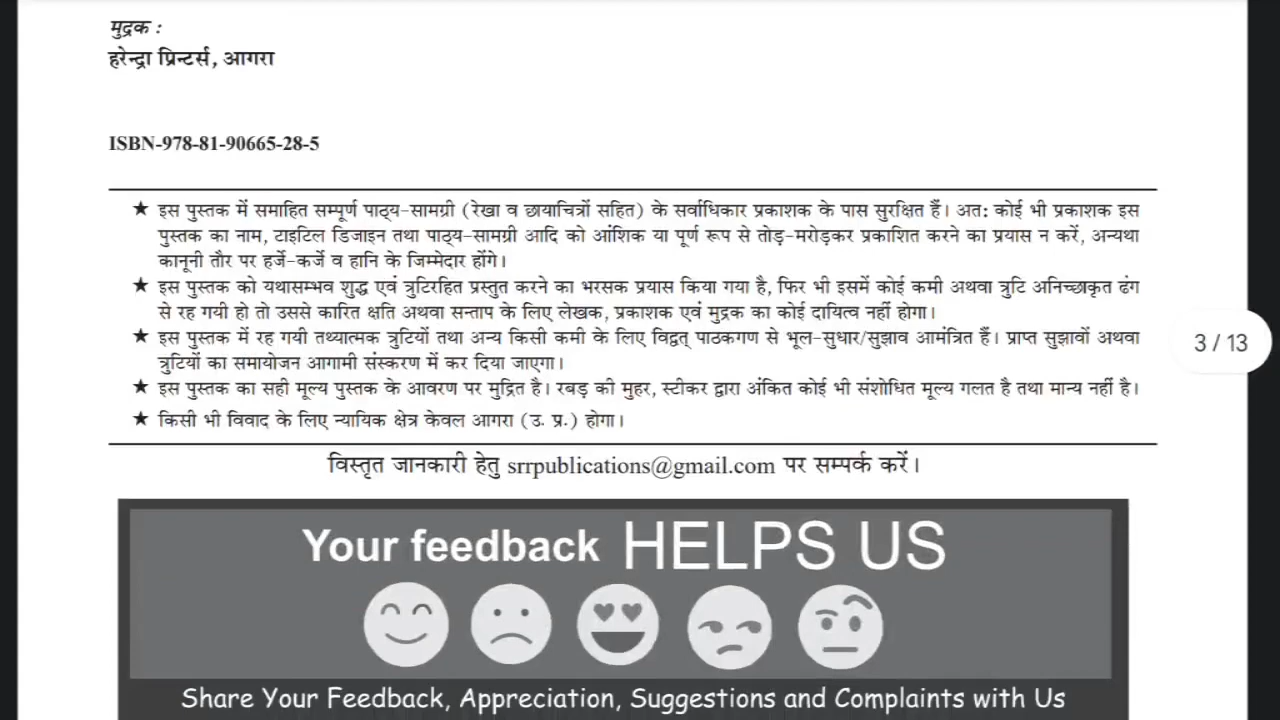 मुद्रक :
हरेन्द्रा प्रिन्टर्स, आगरा
ISBN-978-81-90665-28-5
★ इस पुस्तक में समाहित सम्पूर्ण पाठ्य-सामग्री (रेखा व छायाचित्रों सहित) के सर्वाधिकार प्रकाशक के पास सुरक्षित हैं। अत: कोई भी प्रकाशक इस
पुस्तक का नाम, टाइटिल डिजाइन तथा पाठ्य-सामग्री आदि को आंशिक या पूर्ण रूप से तोड़-मरोड़कर प्रकाशित करने का प्रयास न करें, अन्यथा
कानूनी तौर पर हर्जे-कर्जे व हानि के जिम्मेदार होंगे।
★ इस पुस्तक को यथासम्भव शुद्ध एवं त्रुटिरहित प्रस्तुत करने का भरसक प्रयास किया गया है, फिर भी इसमें कोई कमी अथवा त्रुटि अनिच्छाकृत ढंग
से रह गयी हो तो उससे कारित क्षति अथवा सन्ताप के लिए लेखक, प्रकाशक एवं मुद्रक का कोई दायित्व नहीं होगा।
★ इस पुस्तक में रह गयी तथ्यात्मक त्रुटियों तथा अन्य किसी कमी के लिए विद्वत् पाठकगण से भूल-सुधार/सुझाव आमंत्रित हैं। प्राप्त सुझावों अथवा
त्रुटियों का समायोजन आगामी संस्करण में कर दिया जाएगा।
★ इस पुस्तक का सही मूल्य पुस्तक के आवरण पर मुद्रित है। रबड़ की मुहर, स्टीकर द्वारा अंकित कोई भी संशोधित मूल्य गलत है तथा मान्य नहीं है।
★ किसी भी विवाद के लिए न्यायिक क्षेत्र केवल आगरा (उ. प्र.) होगा।
विस्तृत जानकारी हेतु srrpublications@gmail.com पर सम्पर्क करें।
3 / 13
Your feedback HELPS US
Share Your Feedback, Appreciation, Suggestions and Complaints with Us